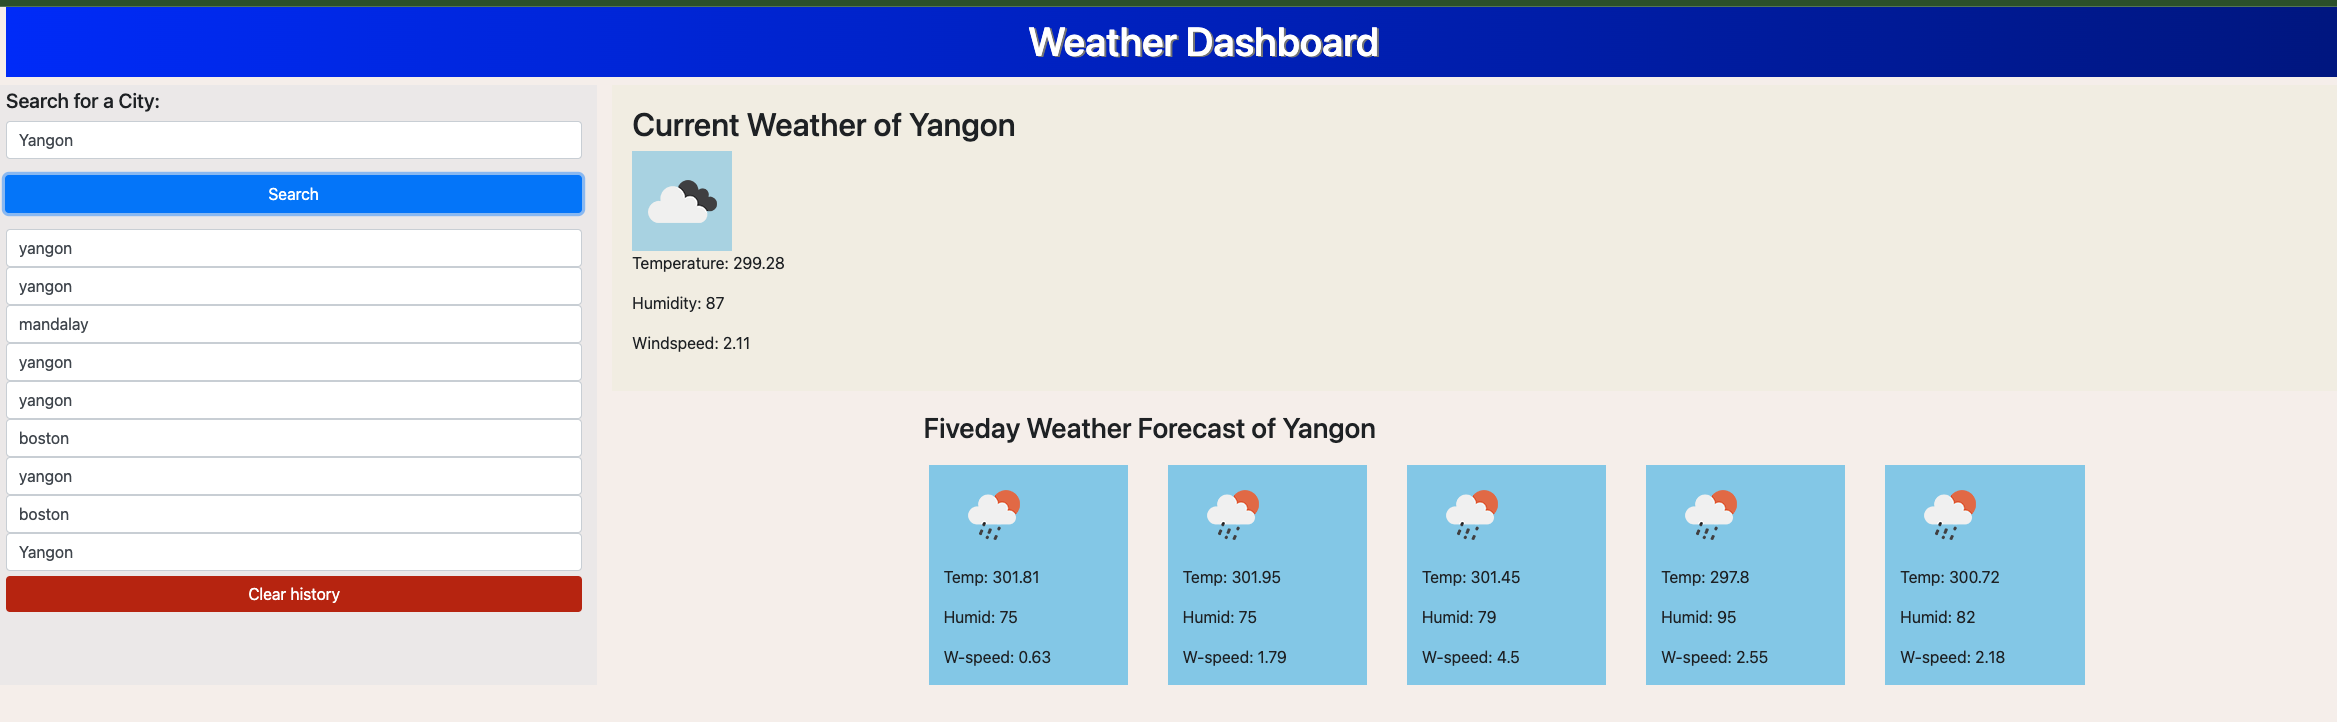 Weather Dashboard
Search for a City:
Yangon
Search
yangon
yangon
mandalay
yangon
yangon
boston
yangon
boston
Yangon
Clear history
Current Weather of Yangon
Temperature: 299.28
Humidity: 87
Windspeed: 2.11
Fiveday Weather Forecast of Yangon
Temp: 301.81
Humid: 75
W-speed: 0.63
Temp: 301.95
Humid: 75
W-speed: 1.79
Temp: 301.45
Humid: 79
W-speed: 4.5
Temp: 297.8
Humid: 95
W-speed: 2.55
Temp: 300.72
Humid: 82
W-speed: 2.18